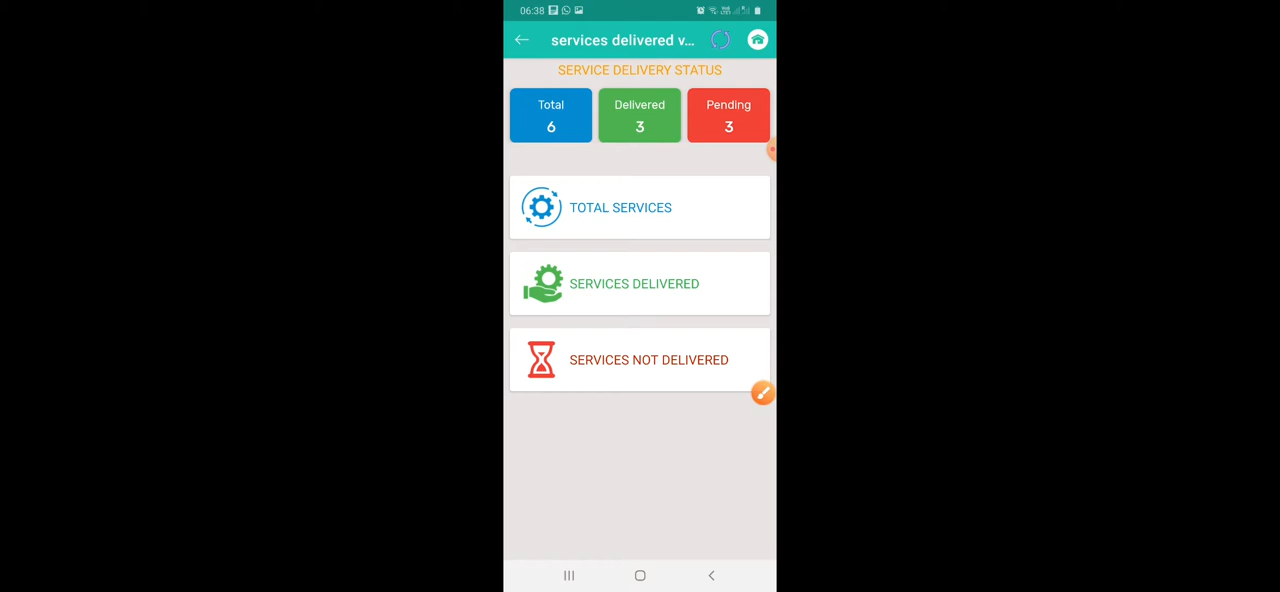 06:38
services delivered v...
SERVICE DELIVERY STATUS
Total Delivered Pending
6 3 3
TOTAL SERVICES
SERVICES DELIVERED
SERVICES NOT DELIVERED